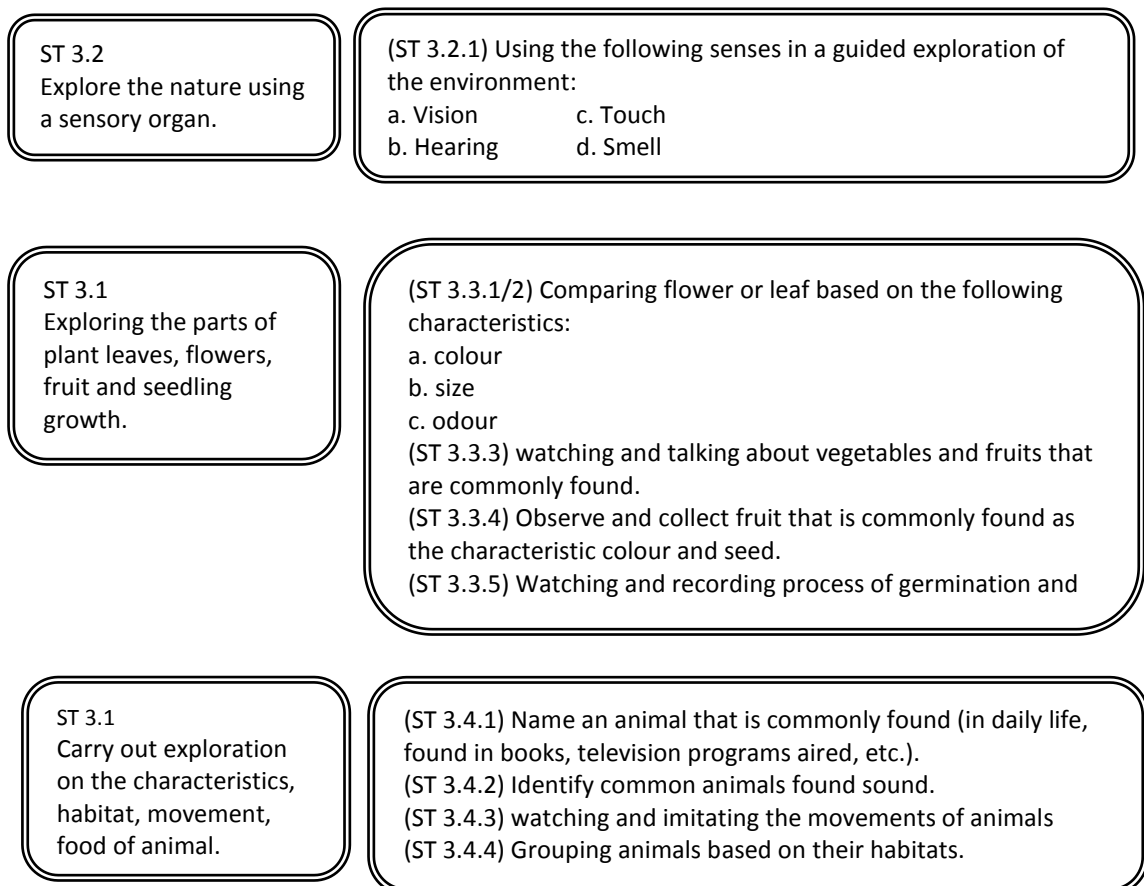 ST 3.2
Explore the nature using
a sensory organ.
(ST 3.2.1) Using the following senses in a guided exploration of
the environment:
a. Vision c. Touch
b. Hearing d. Smell
ST 3.1
Exploring the parts of
plant leaves, flowers,
fruit and seedling
growth.
(ST 3.3.1/2) Comparing flower or leaf based on the following
characteristics:
a. colour
b. size
c. odour
(ST 3.3.3) watching and talking about vegetables and fruits that
are commonly found.
(ST 3.3.4) Observe and collect fruit that is commonly found as
the characteristic colour and seed.
(ST 3.3.5) Watching and recording process of germination and
ST 3.1
Carry out exploration
on the characteristics,
habitat, movement,
food of animal.
(ST 3.4.1) Name an animal that is commonly found (in daily life,
found in books, television programs aired, etc.).
(ST 3.4.2) Identify common animals found sound.
(ST 3.4.3) watching and imitating the movements of animals
(ST 3.4.4) Grouping animals based on their habitats.